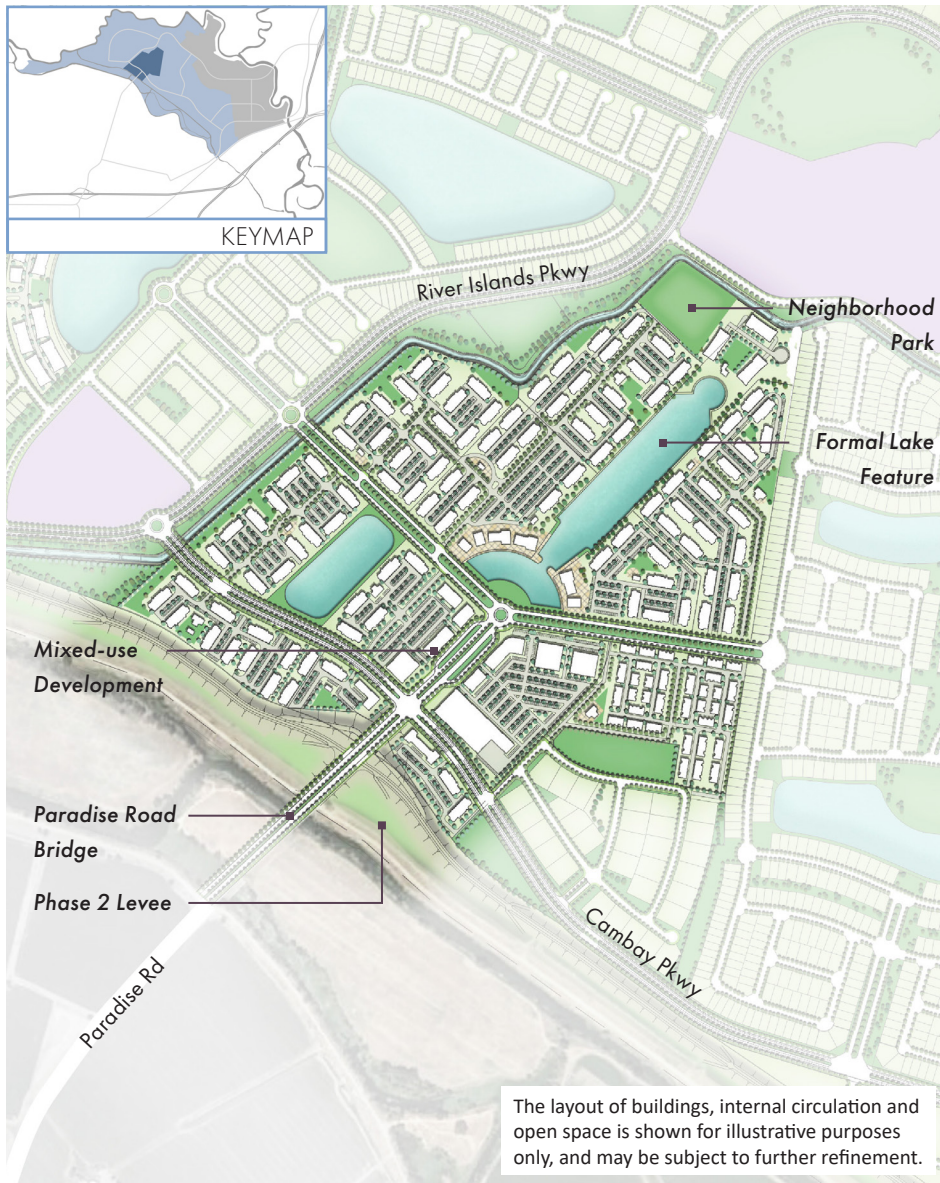 KEYMAP
River Islands Pkwy
Neighborhood
Park
Formal Lake
Feature
Mixed-use
Development
Paradise Road
Bridge
Phase 2 Levee
Cambay Pkwy
Paradise Rd
The layout of buildings, internal circulation and
open space is shown for illustrative purposes
only, and may be subject to further refinement.